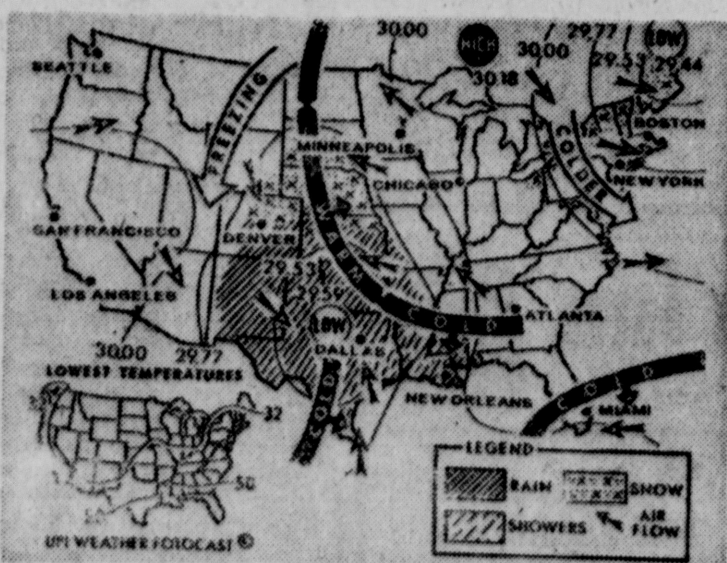 30.00
HIGH
30.18
30.00
29.77
LOW
29.53
29.44
SEATTLE
FREEZING
BOSTON
COLDER
MINNEAPOLIS
NEW YORK
CHICAGO
SAN FRANCISCO
DENVER
WARM
29.53
29.59
LOS ANGELES
LOW
COLD
ATLANTA
DALLAS
30.00 29.77
LOWEST TEMPERATURES
COLD
NEW ORLEANS
COLD
MIAMI
32
50
LEGEND
RAIN
SNOW
SHOWERS
AIR FLOW
UPI WEATHER FOTOCAST ©